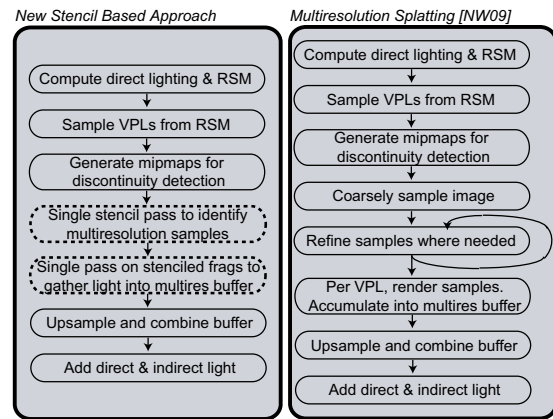 New Stencil Based Approach
Compute direct lighting & RSM
Sample VPLs from RSM
Generate mipmaps for
discontinuity detection
Single stencil pass to identify
multiresolution samples
Single pass on stenciled frags to
gather light into multires buffer
Upsample and combine buffer
Add direct & indirect light
Multiresolution Splatting [NW09]
Compute direct lighting & RSM
Sample VPLs from RSM
Generate mipmaps for
discontinuity detection
Coarsely sample image
Refine samples where needed
Per VPL, render samples.
Accumulate into multires buffer
Upsample and combine buffer
Add direct & indirect light